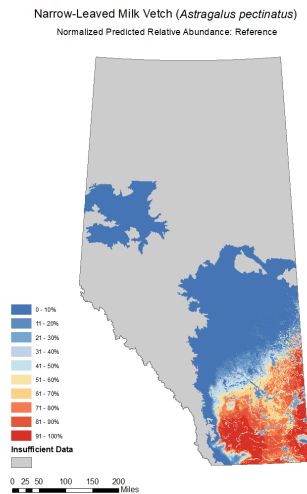 Narrow-Leaved Milk Vetch (Astragalus pectinatus)
Normalized Predicted Relative Abundance: Reference
0 - 10%
11 - 20%
21 - 30%
31 - 40%
41 - 50%
51 - 60%
61 - 70%
71 - 80%
81 - 90%
91 - 100%
Insufficient Data
0 25 50 100 150 200
Miles